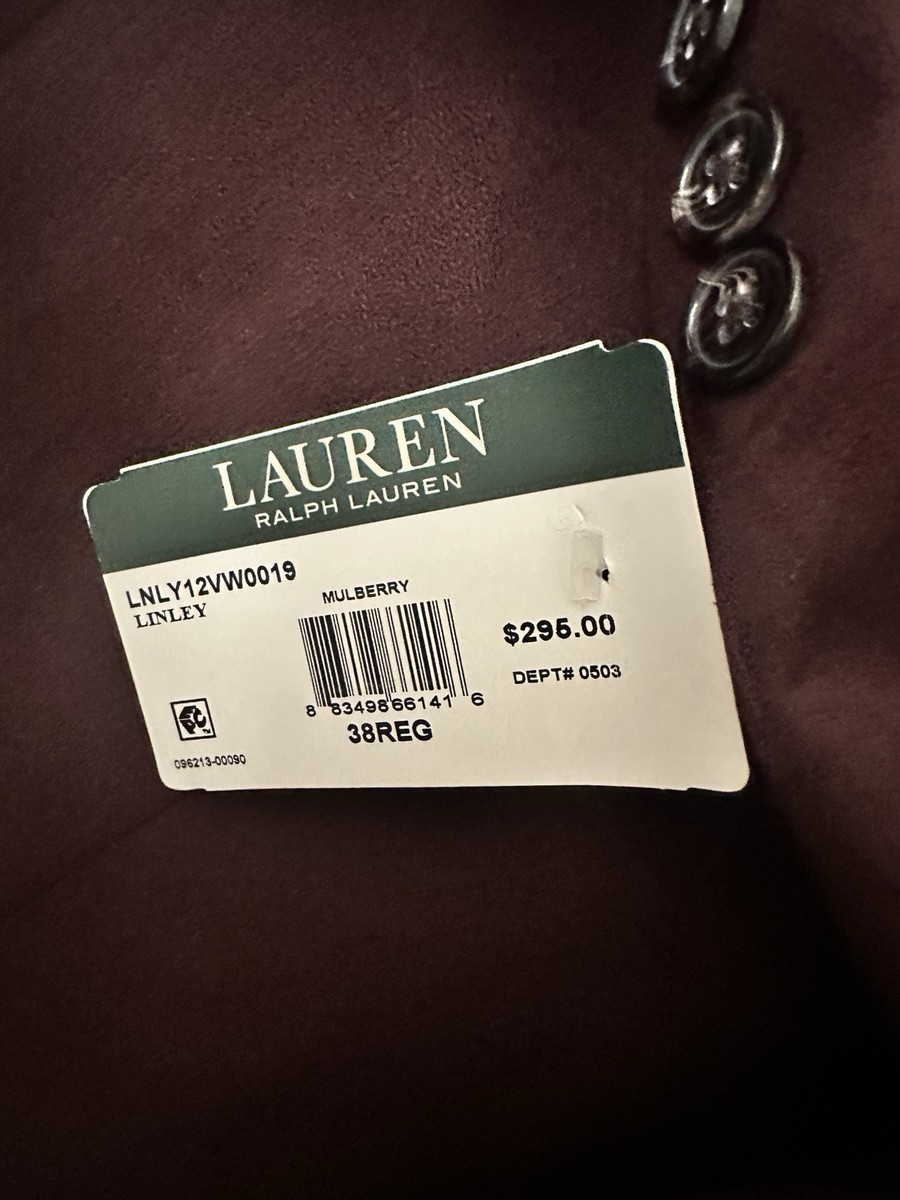 LAUREN
RALPH LAUREN
LNLY12VW0019
LINLEY
MULBERRY
$295.00
DEPT# 0503
8 83498 66141 6
38REG
096213-00090